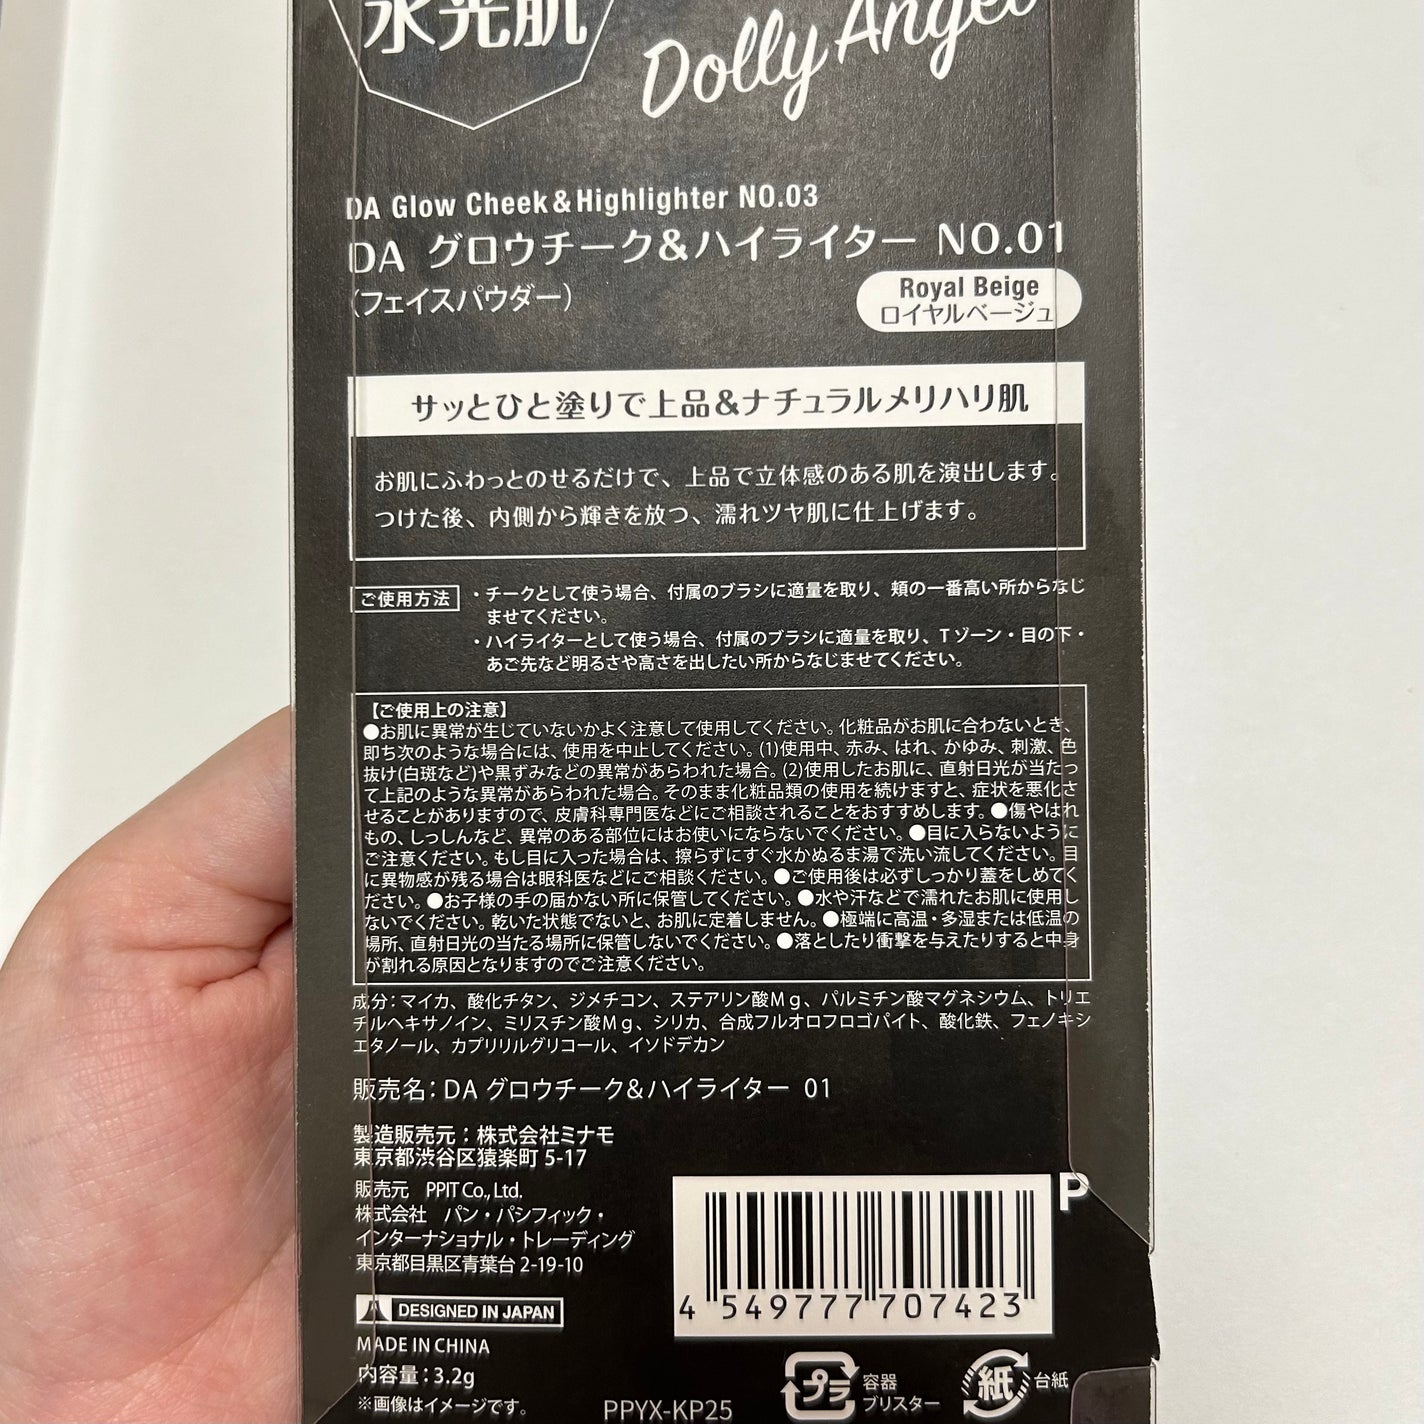 水光肌
Dolly Angel
DA Glow Cheek&Highlighter NO.03
DA グロウチーク&ハイライター NO.01
(フェイスパウダー)
Royal Beige
ロイヤルベージュ
サッとひと塗りで上品&ナチュラルメリハリ肌
お肌にふわっとのせるだけで、上品で立体感のある肌を演出します。
つけた後、内側から輝きを放つ、濡れツヤ肌に仕上げます。
ご使用方法
・チークとして使う場合、付属のブラシに適量を取り、頬の一番高い所からなじ
ませてください。
・ハイライターとして使う場合、付属のブラシに適量を取り、Tゾーン・目の下・
あご先など明るさや高さを出したい所からなじませてください。
【ご使用上の注意】
●お肌に異常が生じていないかよく注意して使用してください。化粧品がお肌に合わないとき、
即ち次のような場合には、使用を中止してください。(1)使用中、赤み、はれ、かゆみ、刺激、色
抜け(白斑など)や黒ずみなどの異常があらわれた場合。(2)使用したお肌に、直射日光が当たっ
て上記のような異常があらわれた場合。そのまま化粧品類の使用を続けますと、症状を悪化さ
せることがありますので、皮膚科専門医などにご相談されることをおすすめします。●傷やはれ
もの、しっしんなど、異常のある部位にはお使いにならないでください。●目に入らないように
ご注意ください。もし目に入った場合は、擦らずにすぐ水かぬるま湯で洗い流してください。目
に異物感が残る場合は眼科医などにご相談ください。●ご使用後は必ずしっかり蓋をしめてく
ださい。●お子様の手の届かない所に保管してください。●水や汗などで濡れたお肌に使用し
ないでください。乾いた状態でないと、お肌に定着しません。●極端に高温・多湿または低温の
場所、直射日光の当たる場所に保管しないでください。●落としたり衝撃を与えたりすると中身
が割れる原因となりますのでご注意ください。
成分:マイカ、酸化チタン、ジメチコン、ステアリン酸Mg、パルミチン酸マグネシウム、トリエ
チルヘキサノイン、ミリスチン酸Mg、シリカ、合成フルオロフロゴパイト、酸化鉄、フェノキシ
エタノール、カプリリルグリコール、イソドデカン
販売名:DA グロウチーク&ハイライター 01
製造販売元:株式会社ミナモ
東京都渋谷区猿楽町 5-17
販売元 PPIT Co., Ltd.
株式会社 パン・パシフィック・
インターナショナル・トレーディング
東京都目黒区青葉台 2-19-10
DESIGNED IN JAPAN
MADE IN CHINA
内容量:3.2g
※画像はイメージです。
P
4 549777 707423
プラ
容器
ブリスター
紙
台紙
PPYX-KP25